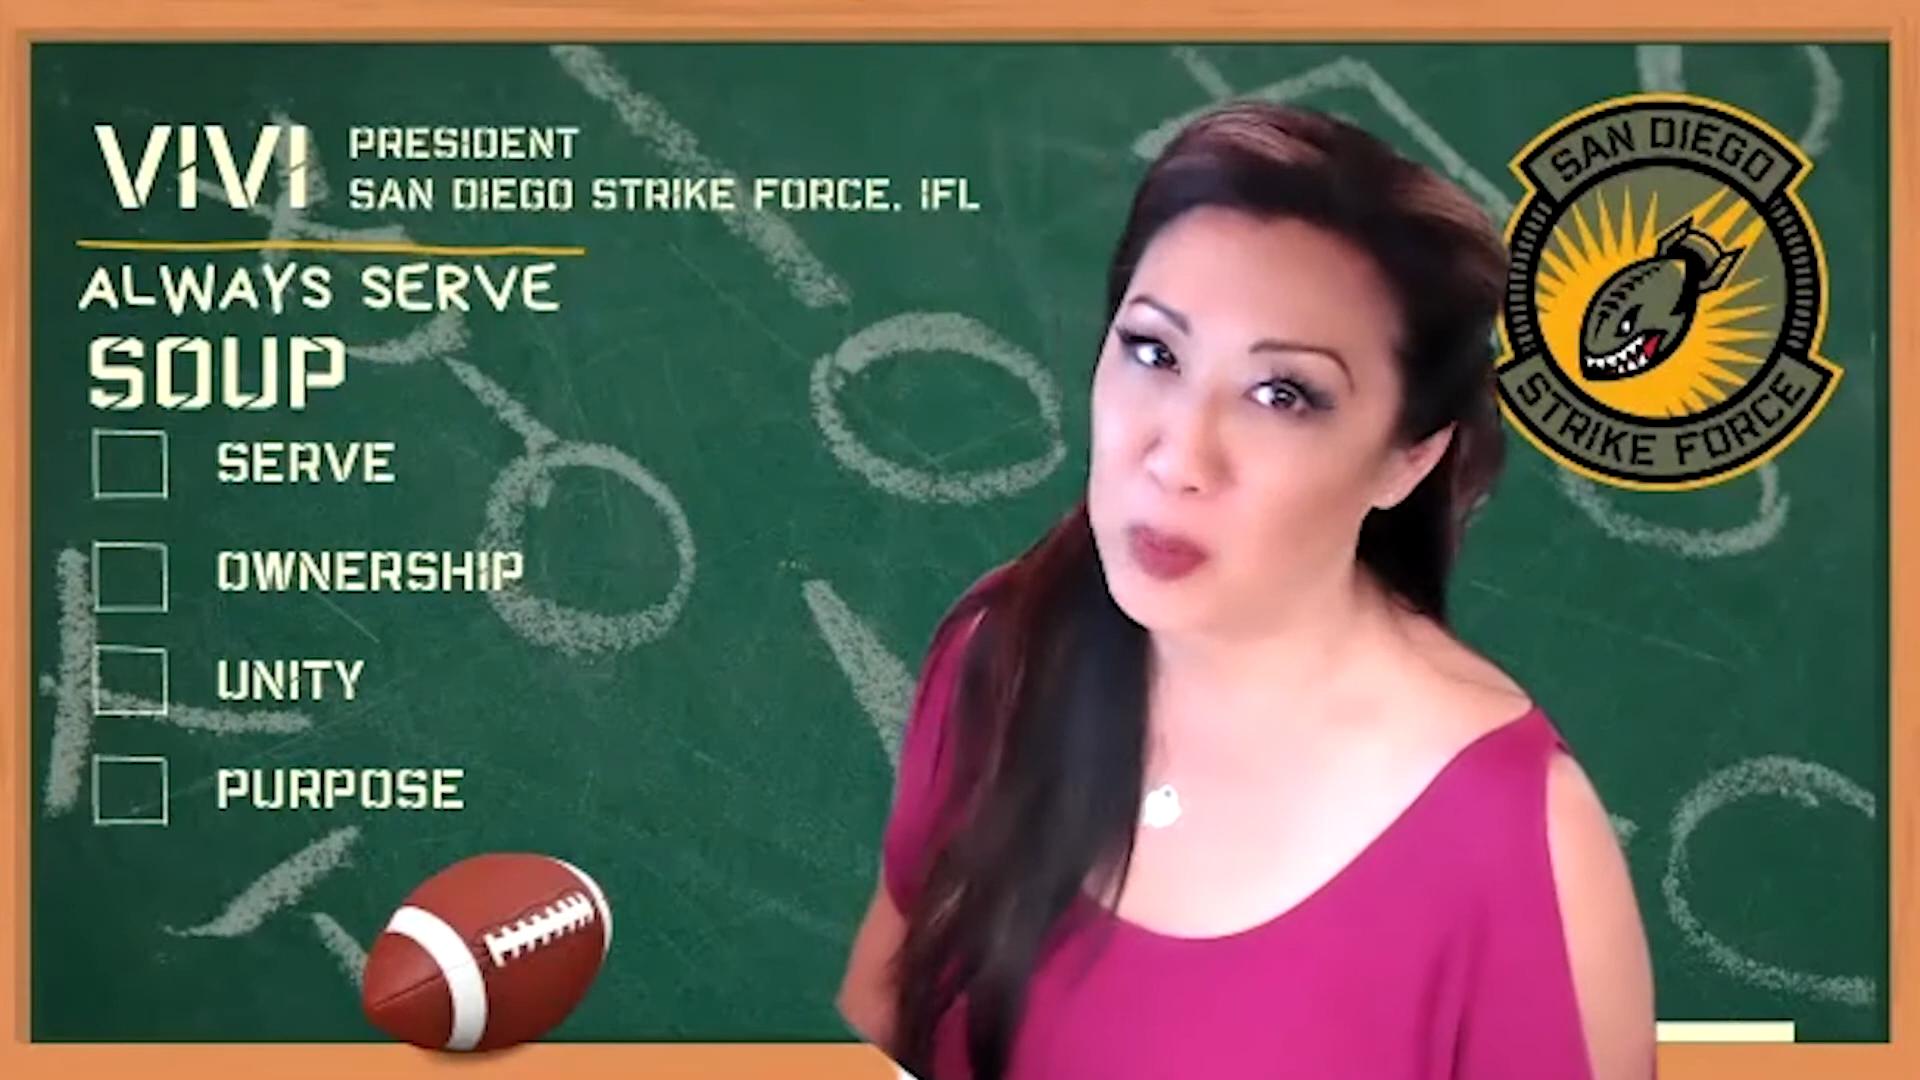 VIVI
PRESIDENT
SAN DIEGO STRIKE FORCE, IFL
ALWAYS SERVE
SOUP
SERVE
OWNERSHIP
UNITY
PURPOSE
SAN DIEGO
STRIKE FORCE